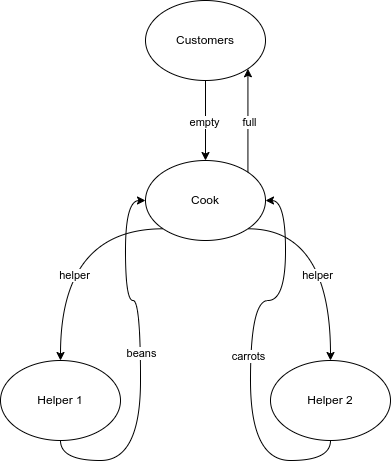 Customers
empty
full
Cook
helper
helper
beans
carrots
Helper 1
Helper 2